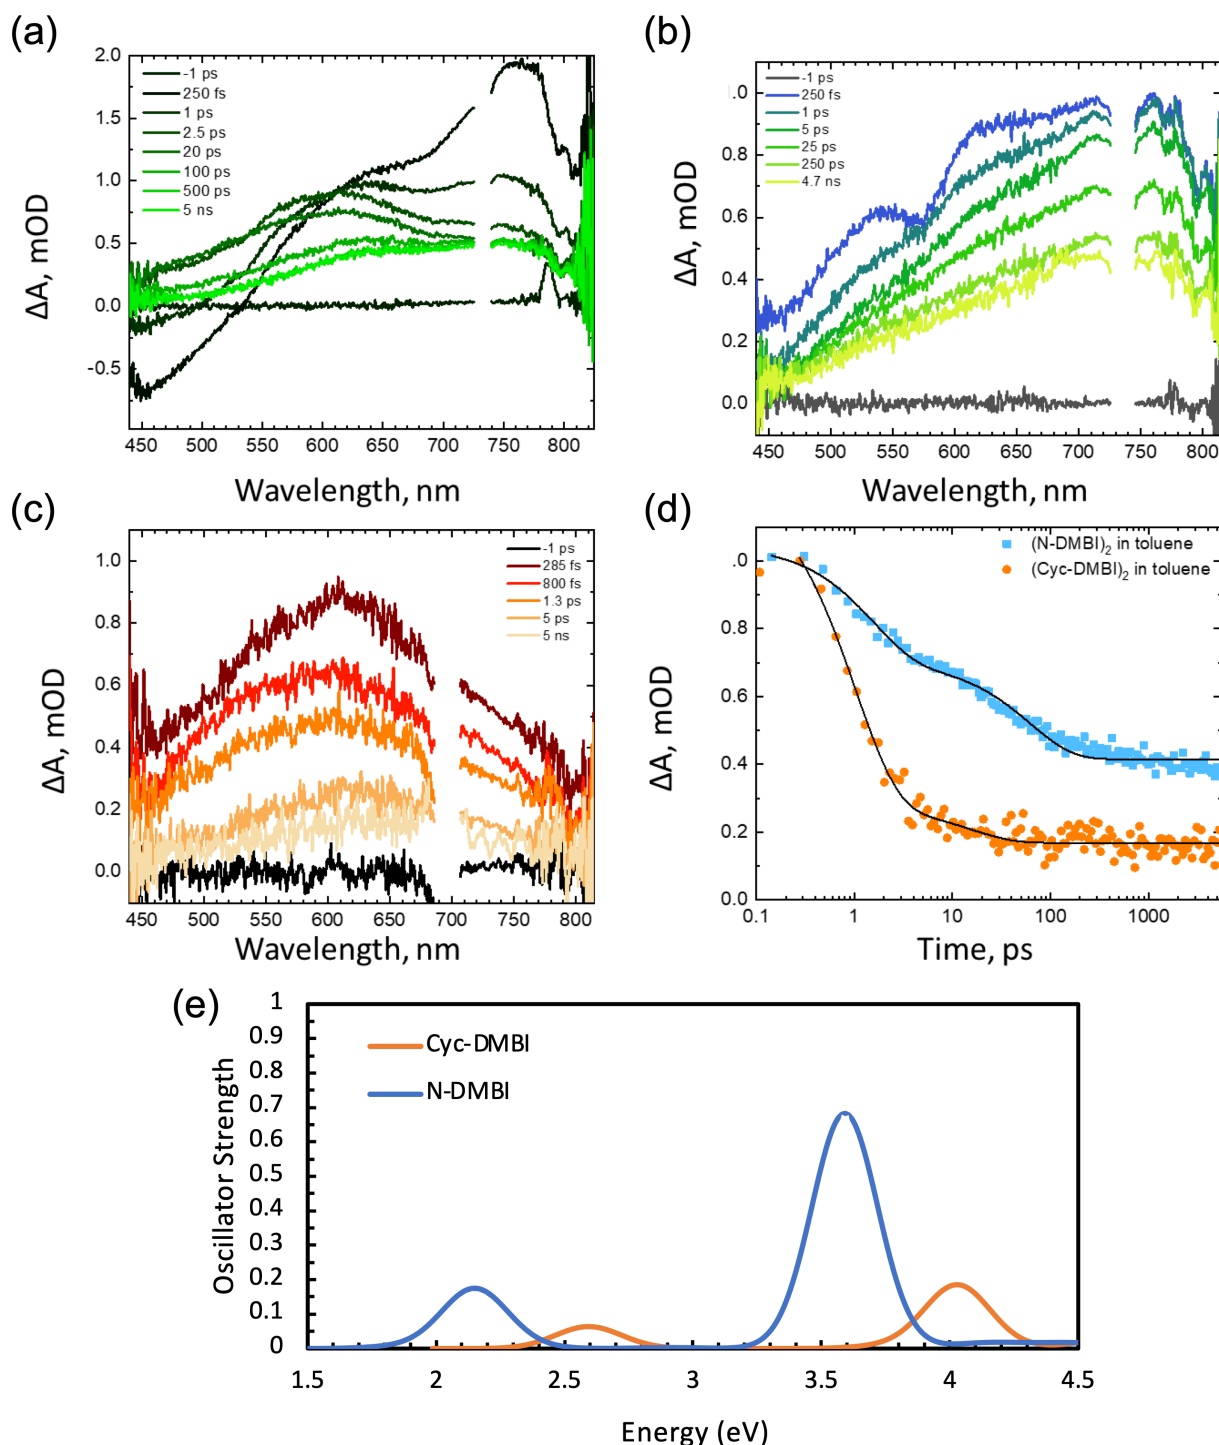 (a)
2.0
1.5
1.0
0.5
0.0
-0.5
ΔA, mOD
-1 ps
250 fs
1 ps
2.5 ps
20 ps
100 ps
500 ps
5 ns
450 500 550 600 650 700 750 800
Wavelength, nm
(b)
.0
0.8
0.6
0.4
0.2
0.0
ΔA, mOD
-1 ps
250 fs
1 ps
5 ps
25 ps
250 ps
4.7 ns
450 500 550 600 650 700 750 800
Wavelength, nm
(c)
1.0
0.8
0.6
0.4
0.2
0.0
ΔA, mOD
-1 ps
285 fs
800 fs
1.3 ps
5 ps
5 ns
450 500 550 600 650 700 750 800
Wavelength, nm
(d)
.0
0.8
0.6
0.4
0.2
0.0
ΔA, mOD
(N-DMBI)₂ in toluene
(Cyc-DMBI)₂ in toluene
0.1 1 10 100 1000
Time, ps
(e)
1
0.9
0.8
0.7
0.6
0.5
0.4
0.3
0.2
0.1
0
Oscillator Strength
Cyc-DMBI
N-DMBI
1.5 2 2.5 3 3.5 4 4.5
Energy (eV)